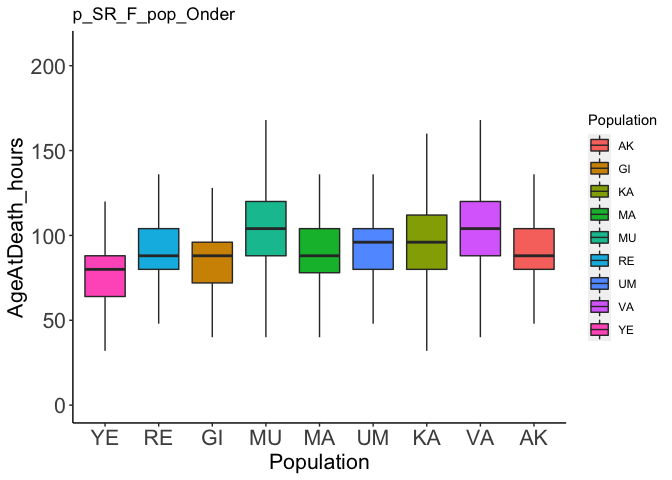 p_SR_F_pop_Onder
AgeAtDeath_hours
200
150
100
50
0
YE RE GI MU MA UM KA VA AK
Population
Population
AK
GI
KA
MA
MU
RE
UM
VA
YE